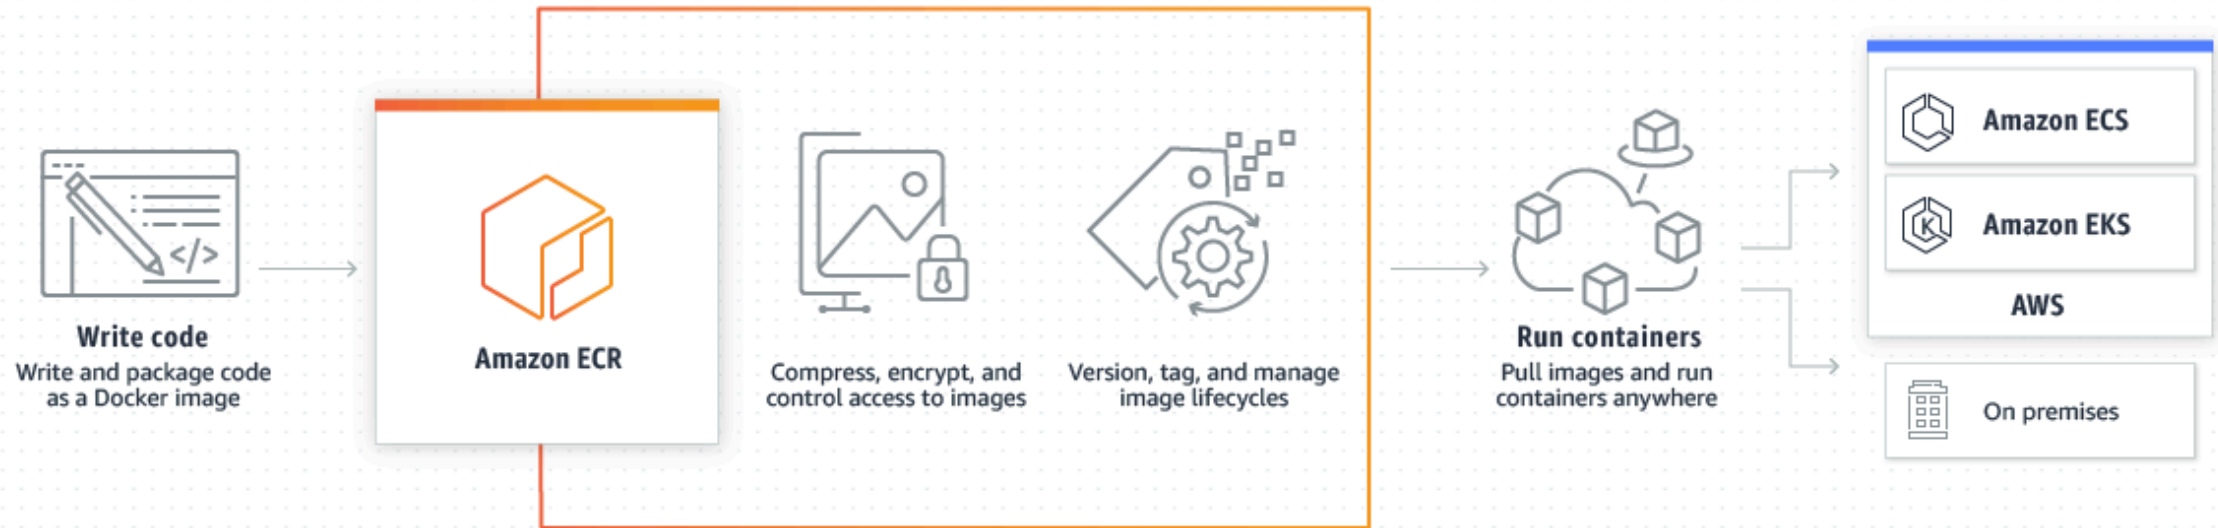 Write code
Write and package code
as a Docker image
</>
Amazon ECR
Compress, encrypt, and
control access to images
Version, tag, and manage
image lifecycles
Run containers
Pull images and run
containers anywhere
Amazon ECS
K
Amazon EKS
AWS
On premises